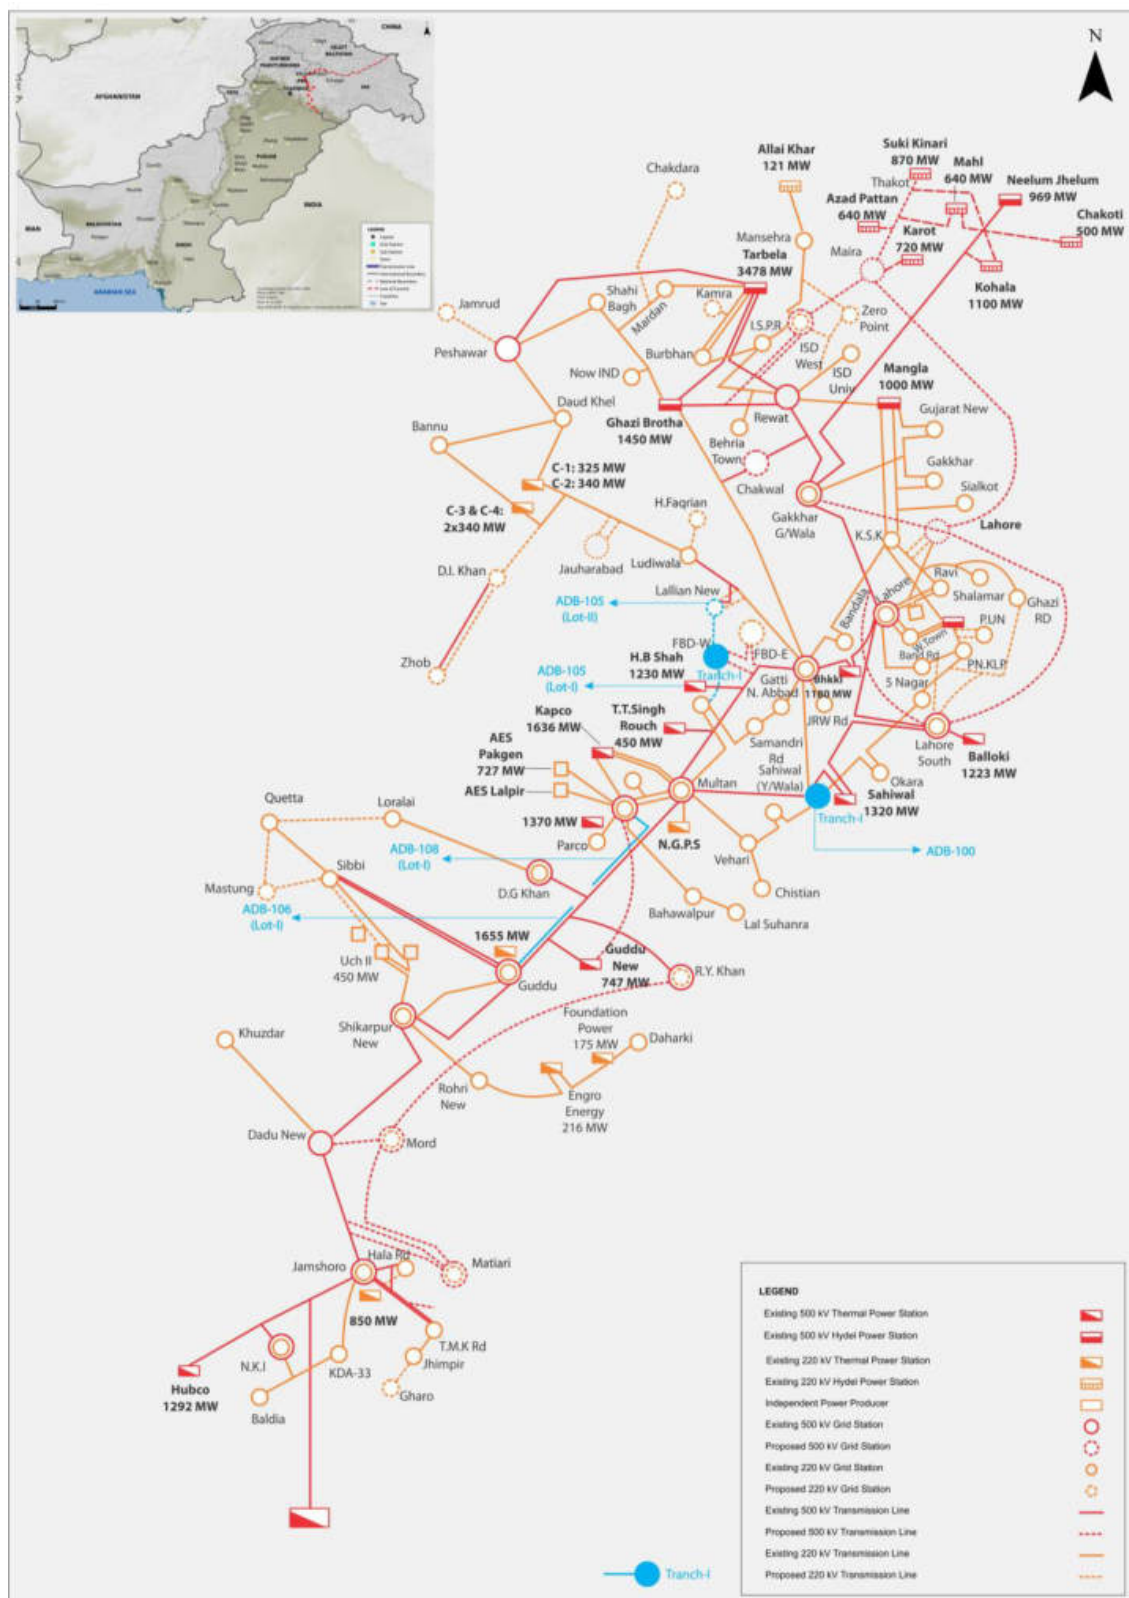 CHINA
AFGHANISTAN
PUNJAB
INDIA
IRAN
BALOCHISTAN
SINDH
ARABIAN SEA
LEGEND
N
Chakdara
Allai Khar
121 MW
Suki Kinari
870 MW
Thakot
Mahl
640 MW
Neelum Jhelum
969 MW
Azad Pattan
640 MW
Karot
720 MW
Chakoti
500 MW
Mansehra
Tarbela
3478 MW
Maira
Kohala
1100 MW
Jamrud
Shahi
Bagh
Mardan
Kamra
I.S.P.R
Zero
Point
Peshawar
Burbhan
ISD
West
ISD
Univ
Now IND
Mangla
1000 MW
Daud Khel
Ghazi Brotha
1450 MW
Rewat
Gujarat New
Bannu
Behria
Town
Chakwal
Gakkhar
C-1: 325 MW
C-2: 340 MW
Sialkot
C-3 & C-4:
2x340 MW
H.Faqrian
Gakkhar
G/Wala
K.S.K
Lahore
Jauharabad
Ludiwala
D.I. Khan
Lallian New
Lahore
Ravi
Shalamar
Ghazi
RD
ADB-105
(Lot-II)
Bandala
P.UN
W.Town
Band Rd
PN.KLP
Zhob
FBD-W
FBD-E
H.B Shah
1230 MW
Tranch-I
Gatti
Bhkki
1180 MW
5 Nagar
ADB-105
(Lot-I)
N. Abbad
Kapco
1636 MW
T.T.Singh
Rouch
450 MW
JRW Rd
Samandri
Rd
Lahore
South
Balloki
1223 MW
AES
Pakgen
727 MW
Multan
Sahiwal
(Y/Wala)
Okara
AES Lalpir
Tranch-I
Sahiwal
1320 MW
Quetta
Loralai
1370 MW
Parco
N.G.P.S
ADB-100
ADB-108
(Lot-I)
Sibbi
Vehari
Mastung
D.G Khan
Chistian
ADB-106
(Lot-I)
Bahawalpur
Lal Suhanra
1655 MW
Uch II
450 MW
Guddu
Guddu
New
747 MW
R.Y. Khan
Shikarpur
New
Foundation
Power
175 MW
Khuzdar
Daharki
Rohri
New
Engro
Energy
216 MW
Dadu New
Mord
Hala Rd
Jamshoro
Matiari
850 MW
T.M.K Rd
N.K.I
KDA-33
Jhimpir
Hubco
1292 MW
Gharo
Baldia
LEGEND
Existing 500 kV Thermal Power Station
Existing 500 kV Hydel Power Station
Existing 220 kV Thermal Power Station
Existing 220 kV Hydel Power Station
Independent Power Producer
Existing 500 kV Grid Station
Proposed 500 kV Grid Station
Existing 220 kV Grid Station
Proposed 220 kV Grid Station
Existing 500 kV Transmission Line
Proposed 500 kV Transmission Line
Existing 220 kV Transmission Line
Proposed 220 kV Transmission Line
Tranch-I